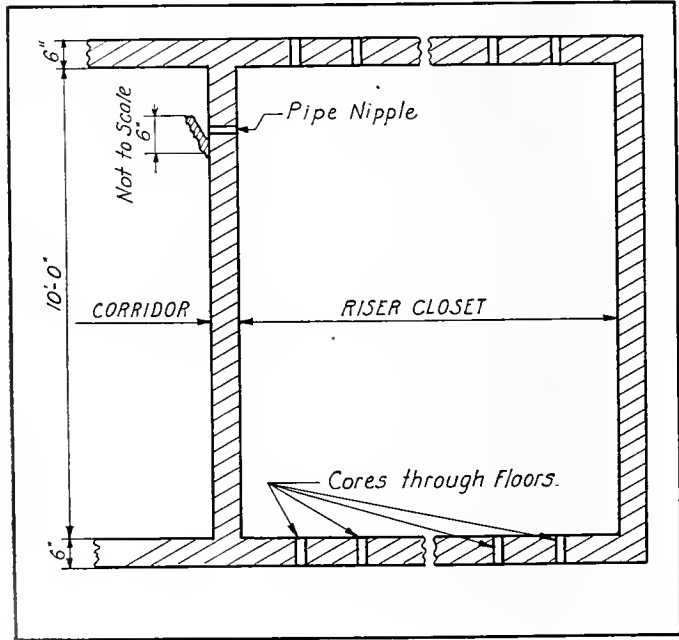 6"
Pipe Nipple
Not to Scale
6"
10'-0"
CORRIDOR
RISER CLOSET
Cores through Floors.
6"